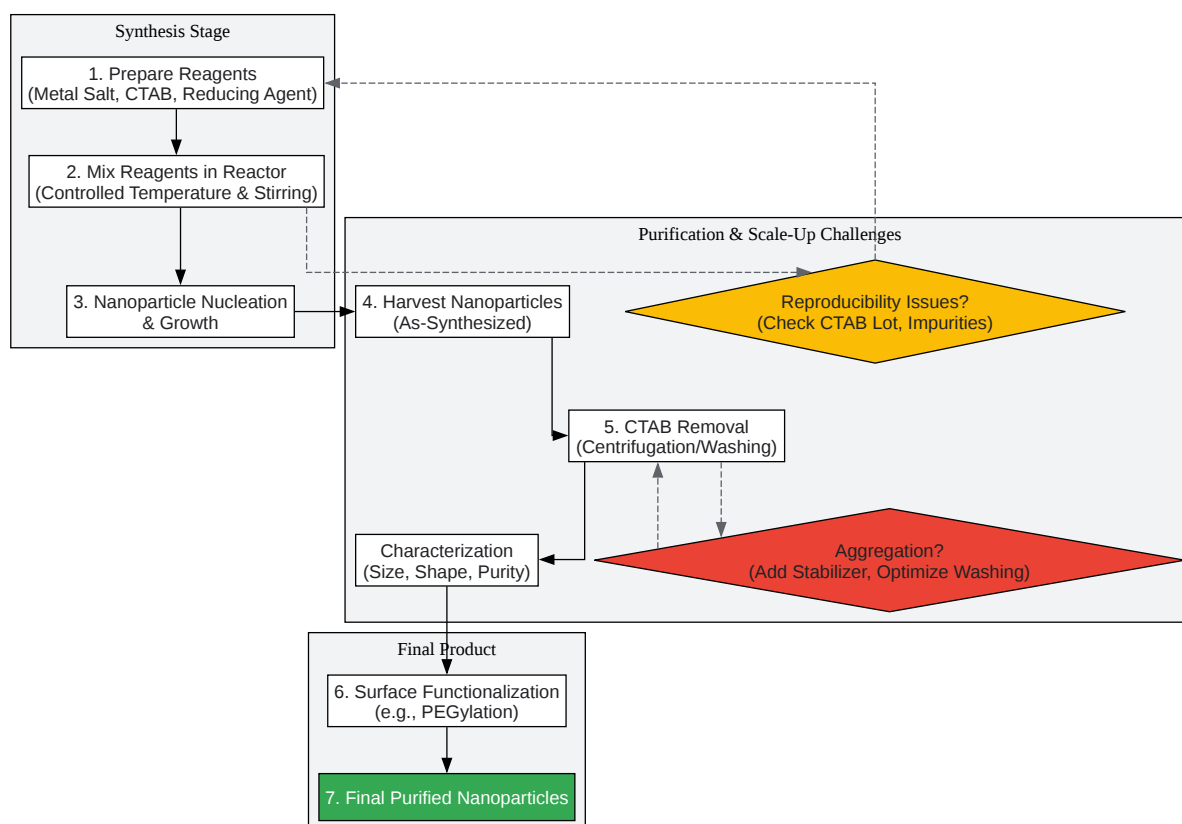 Synthesis Stage
1. Prepare Reagents
(Metal Salt, CTAB, Reducing Agent)
2. Mix Reagents in Reactor
(Controlled Temperature & Stirring)
3. Nanoparticle Nucleation
& Growth
Purification & Scale-Up Challenges
4. Harvest Nanoparticles
(As-Synthesized)
Reproducibility Issues?
(Check CTAB Lot, Impurities)
5. CTAB Removal
(Centrifugation/Washing)
Characterization
(Size, Shape, Purity)
Aggregation?
(Add Stabilizer, Optimize Washing)
Final Product
6. Surface Functionalization
(e.g., PEGylation)
7. Final Purified Nanoparticles